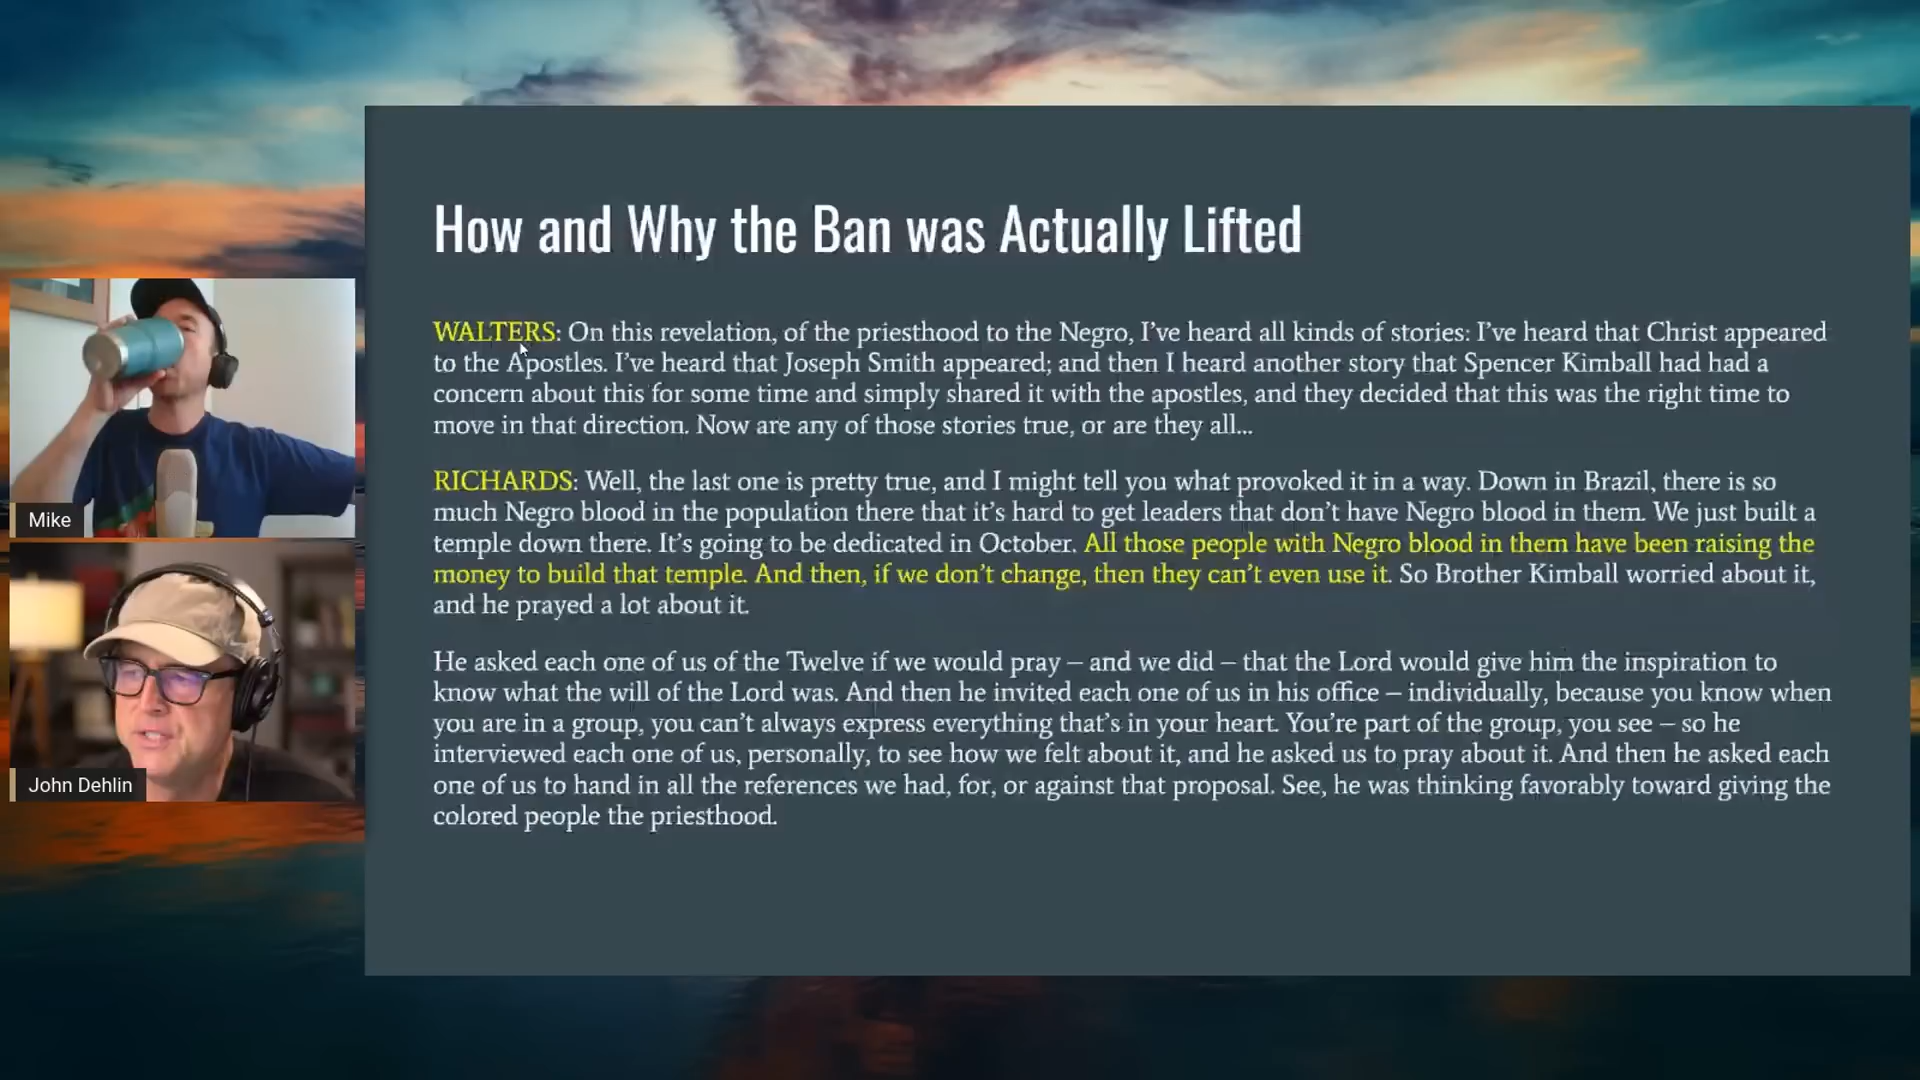 How and Why the Ban was Actually Lifted
WALTERS: On this revelation, of the priesthood to the Negro, I've heard all kinds of stories: I've heard that Christ appeared
to the Apostles. I've heard that Joseph Smith appeared; and then I heard another story that Spencer Kimball had had a
concern about this for some time and simply shared it with the apostles, and they decided that this was the right time to
move in that direction. Now are any of those stories true, or are they all...
RICHARDS: Well, the last one is pretty true, and I might tell you what provoked it in a way. Down in Brazil, there is so
much Negro blood in the population there that it's hard to get leaders that don't have Negro blood in them. We just built a
temple down there. It's going to be dedicated in October. All those people with Negro blood in them have been raising the
money to build that temple. And then, if we don't change, then they can't even use it. So Brother Kimball worried about it,
and he prayed a lot about it.
He asked each one of us of the Twelve if we would pray – and we did – that the Lord would give him the inspiration to
know what the will of the Lord was. And then he invited each one of us in his office – individually, because you know when
you are in a group, you can't always express everything that's in your heart. You're part of the group, you see – so he
interviewed each one of us, personally, to see how we felt about it, and he asked us to pray about it. And then he asked each
one of us to hand in all the references we had, for, or against that proposal. See, he was thinking favorably toward giving the
colored people the priesthood.
Mike
John Dehlin